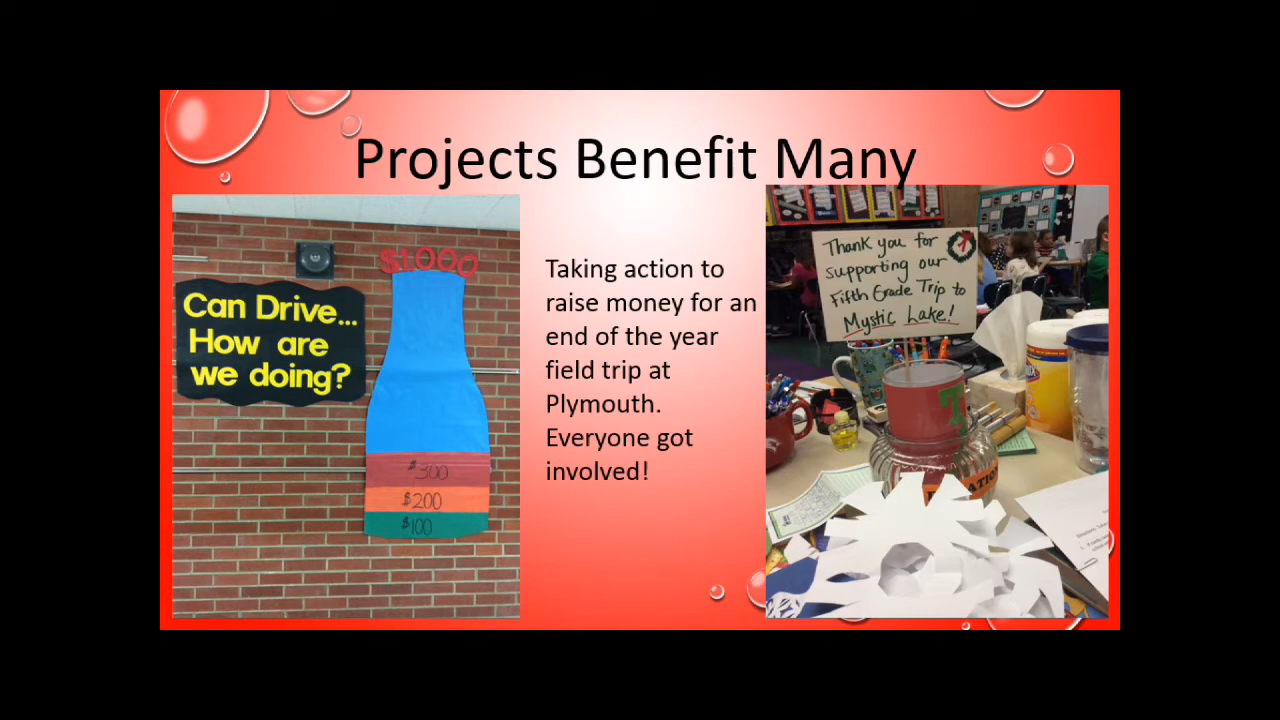 Projects Benefit Many
Can Drive...
How are
we doing?
$1000
$300
$200
$100
Taking action to
raise money for an
end of the year
field trip at
Plymouth.
Everyone got
involved!
Thank you for
supporting our
Fifth Grade Trip to
Mystic Lake!